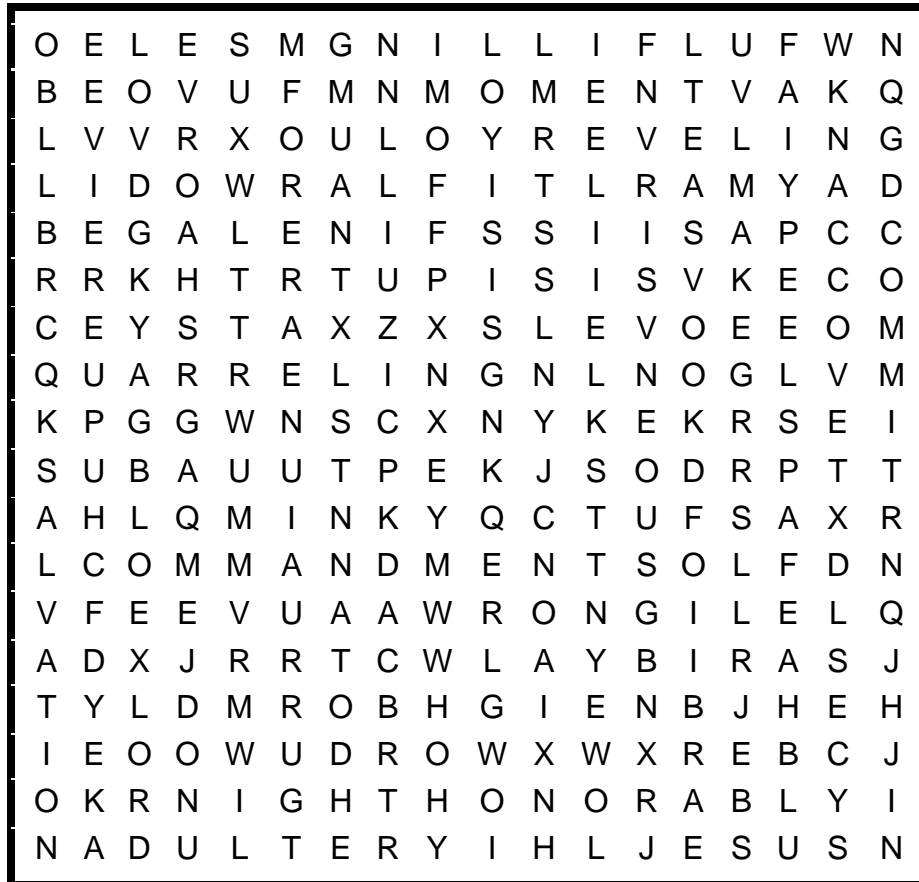 O E L E S M G N I L L I F L U F W N
B E O V U F M N M O M E N T V A K Q
L V V R X O U L O Y R E V E L I N G
L I D O W R A L F I T L R A M Y A D
B E G A L E N I F S S I I S A P C C
R R K H T R T U P I S I S V K E C O
C E Y S T A X Z X S L E V O E E O M
Q U A R R E L I N G N L N O G L V M
K P G G W N S C X N Y K E K R S E I
S U B A U U T P E K J S O D R P T T
A H L Q M I N K Y Q C T U F S A X R
L C O M M A N D M E N T S O L F D N
V F E E V U A A W R O N G I L E L Q
A D X J R R T C W L A Y B I R A S J
T Y L D M R O B H G I E N B J H E H
I E O O W U D R O W X W X R E B C J
O K R N I G H T H O N O R A B L Y I
N A D U L T E R Y I H L J E S U S N